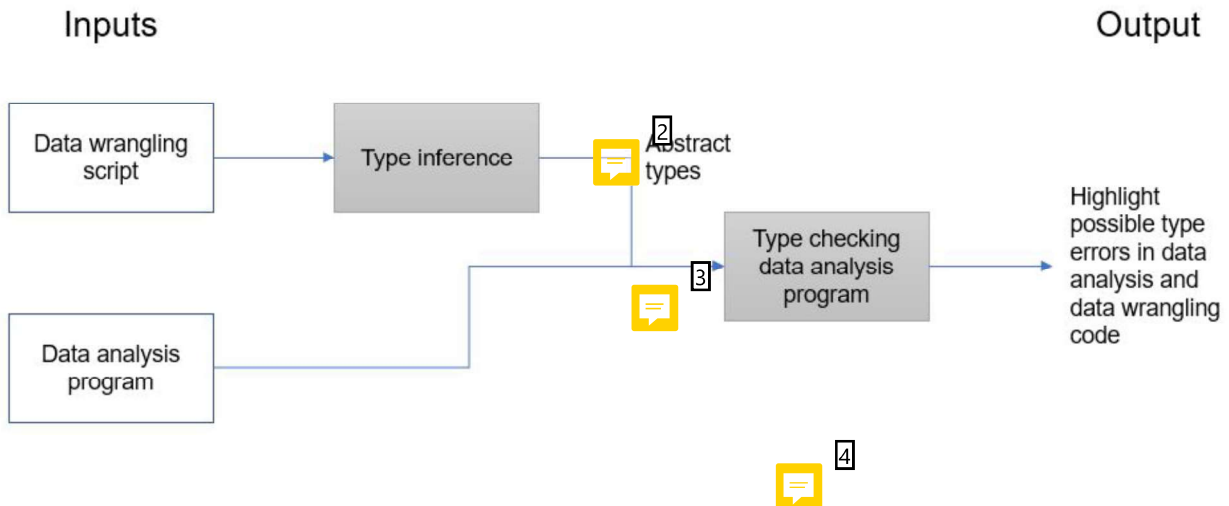 Inputs
Output
Data wrangling
script
Type inference
2
Abstract
types
Type checking
data analysis
program
3
Highlight
possible type
errors in data
analysis and
data wrangling
code
Data analysis
program
4